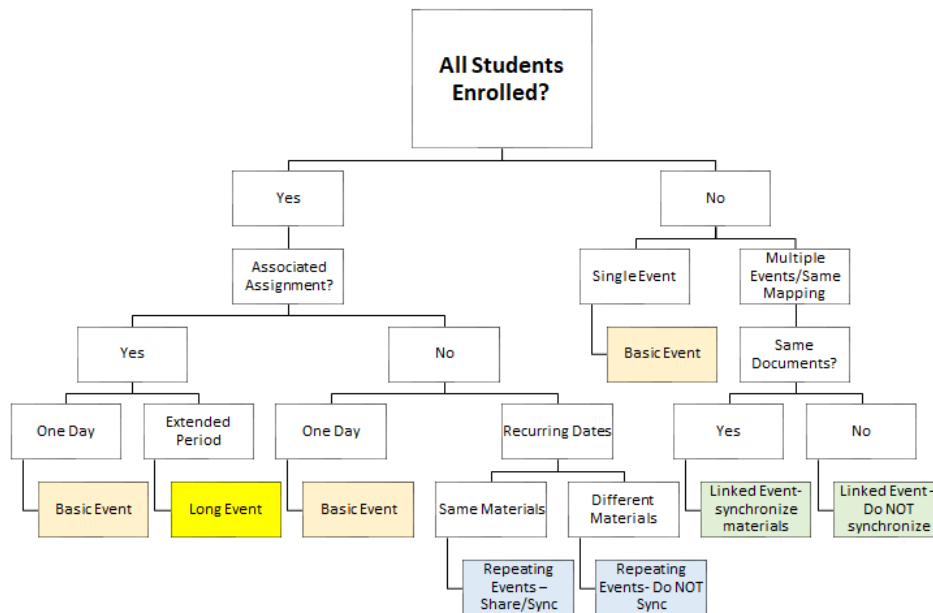 All Students
Enrolled?
Yes
No
Associated
Assignment?
Single Event
Multiple
Events/Same
Mapping
Yes
No
Basic Event
Same
Documents?
One Day
Extended
Period
One Day
Recurring Dates
Yes
No
Basic Event
Long Event
Basic Event
Same Materials
Different
Materials
Linked Event-
synchronize
materials
Linked Event -
Do NOT
synchronize
Repeating
Events –
Share/Sync
Repeating
Events- Do NOT
Sync